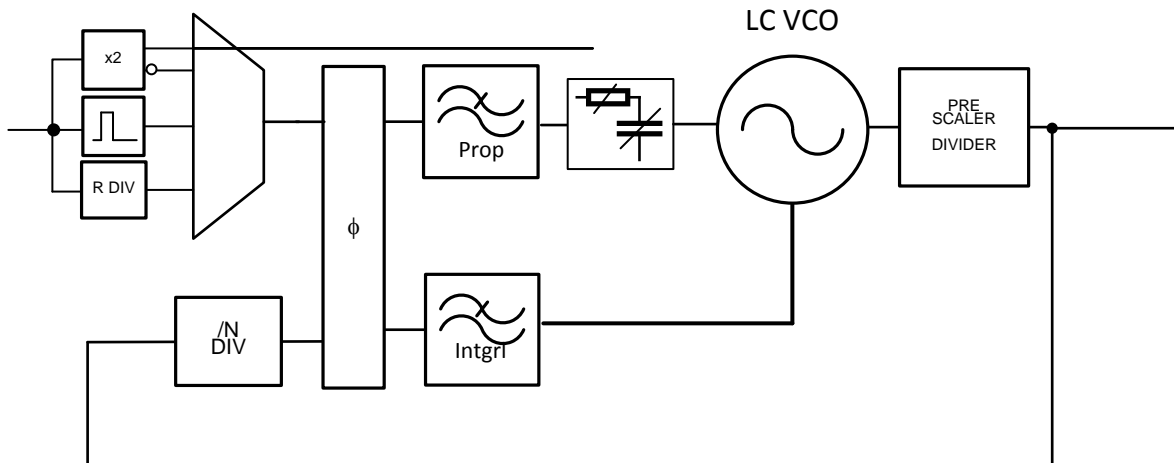 LC VCO
x2
R DIV
Prop
PRE
SCALER
DIVIDER
ϕ
/N
DIV
Intgrl